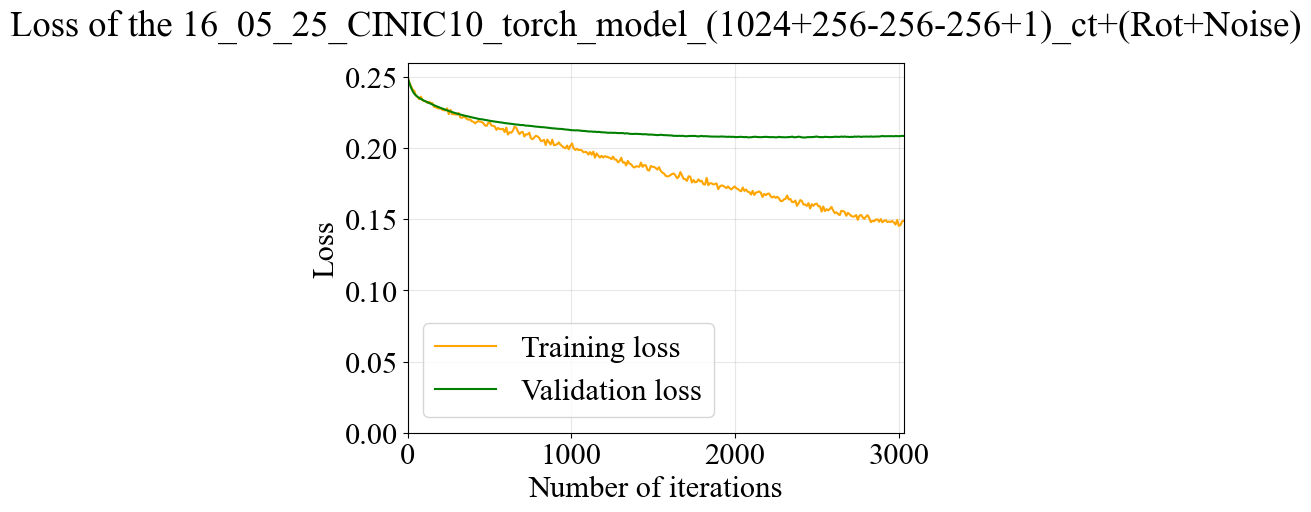 Loss of the 16_05_25_CINIC10_torch_model_(1024+256-256-256+1)_ct+(Rot+Noise)
0.25
0.20
0.15
0.10
0.05
0.00
Loss
Training loss
Validation loss
0 1000 2000 3000
Number of iterations